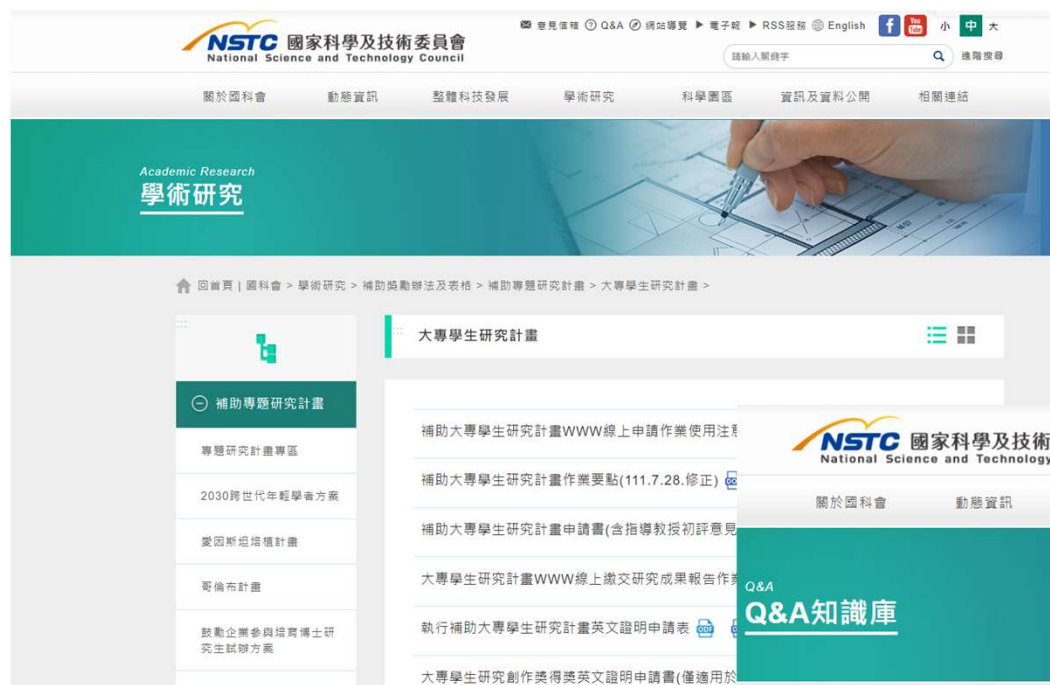 意見信箱 Q&A 網站導覽 電子報 RSS服務 English f You Tube 小 中 大
NSTC 國家科學及技術委員會
National Science and Technology Council
請輸入關鍵字 進階搜尋
關於國科會 動態資訊 整體科技發展 學術研究 科學園區 資訊及資料公開 相關連結
Academic Research
學術研究
回首頁 | 國科會 > 學術研究 > 補助獎勵辦法及表格 > 補助專題研究計畫 > 大專學生研究計畫 >
大專學生研究計畫
補助專題研究計畫
專題研究計畫專區
2030跨世代年輕學者方案
愛因斯坦培植計畫
哥倫布計畫
鼓勵企業參與培育博士研
究生試辦方案
補助大專學生研究計畫WWW線上申請作業使用注意
補助大專學生研究計畫作業要點(111.7.28.修正)
補助大專學生研究計畫申請書(含指導教授初評意見
大專學生研究計畫WWW線上繳交研究成果報告作業
執行補助大專學生研究計畫英文證明申請表 ODF
大專學生研究創作獎得獎英文證明申請書(僅適用於
NSTC 國家科學及技術
National Science and Technology
關於國科會 動態資訊
Q&A
Q&A知識庫